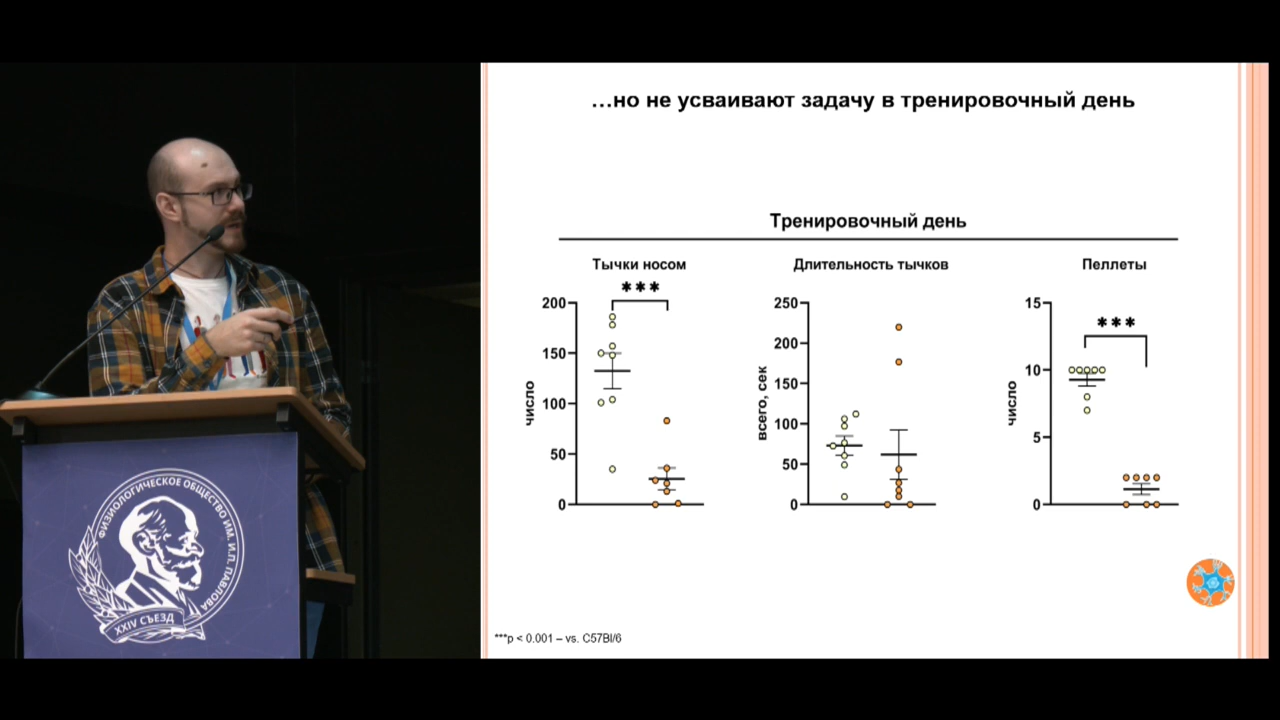 …но не усваивают задачу в тренировочный день
Тренировочный день
Тычки носом
Длительность тычков
Пеллеты
***
***
200
150
100
50
0
число
250
200
150
100
50
0
всего, сек
15
10
5
0
число
***p < 0.001 – vs. C57Bl/6
ФИЗИОЛОГИЧЕСКОЕ ОБЩЕСТВО ИМ. И.П. ПАВЛОВА
XXIV СЪЕЗД